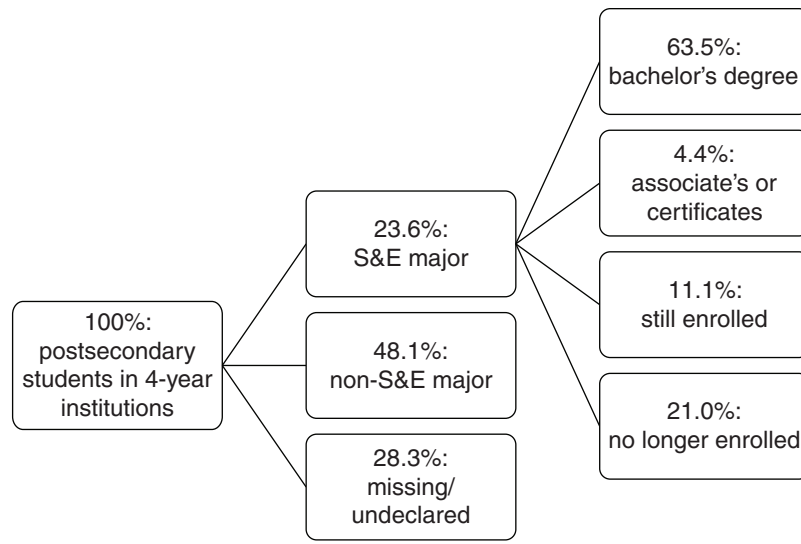 100%:
postsecondary
students in 4-year
institutions
23.6%:
S&E major
48.1%:
non-S&E major
28.3%:
missing/
undeclared
63.5%:
bachelor's degree
4.4%:
associate's or
certificates
11.1%:
still enrolled
21.0%:
no longer enrolled